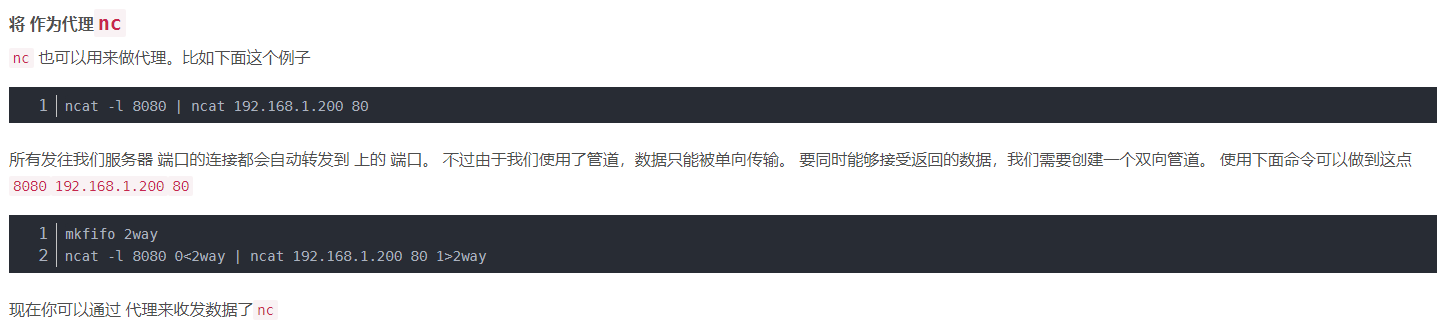 将 作为代理nc
nc 也可以用来做代理。比如下面这个例子
1 ncat -l 8080 | ncat 192.168.1.200 80
所有发往我们服务器 端口的连接都会自动转发到 上的 端口。 不过由于我们使用了管道，数据只能被单向传输。 要同时能够接受返回的数据，我们需要创建一个双向管道。 使用下面命令可以做到这点
8080 192.168.1.200 80
1 mkfifo 2way
2 ncat -l 8080 0<2way | ncat 192.168.1.200 80 1>2way
现在你可以通过 代理来收发数据了nc